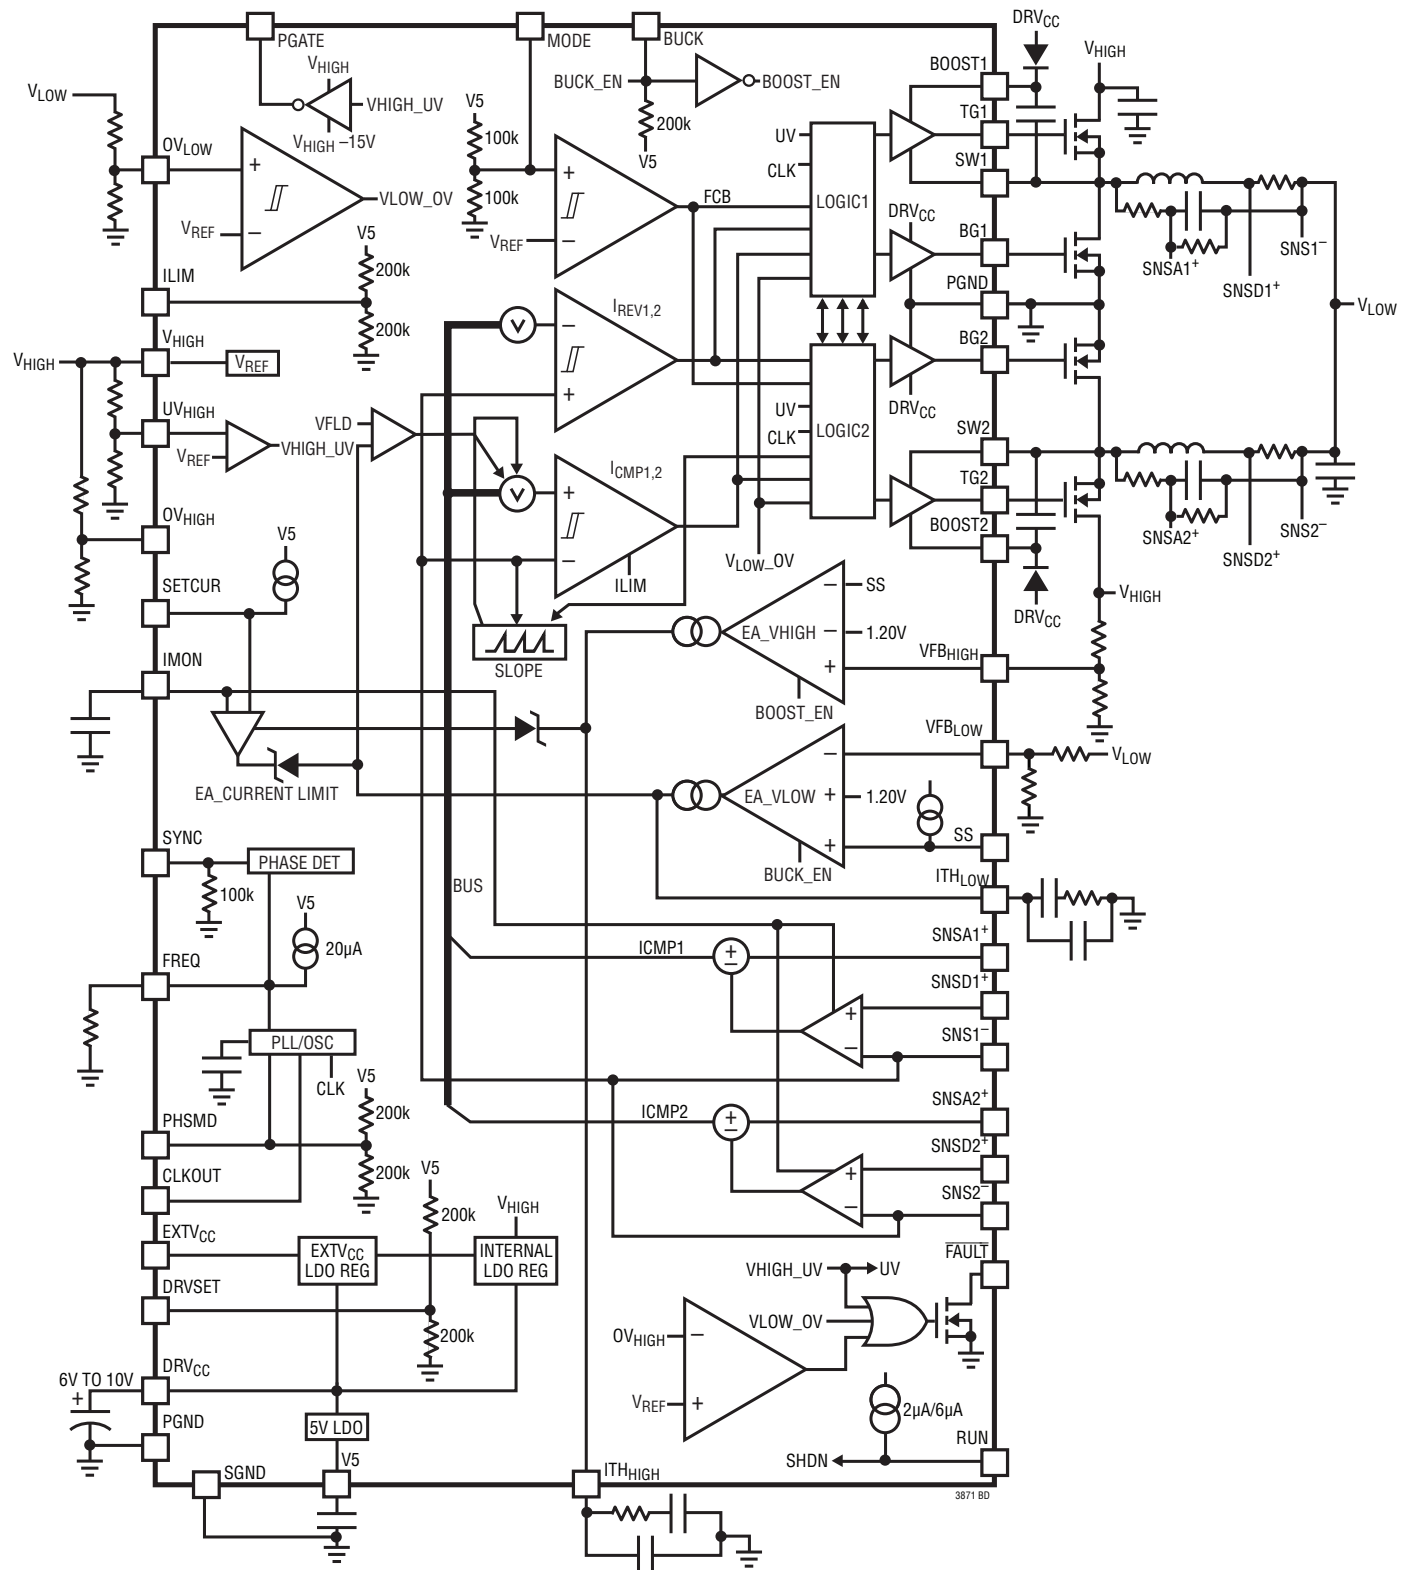 DRVCC
PGATE
MODE
BUCK
VHIGH
VHIGH
BUCK_EN
BOOST_EN
BOOST1
VLOW
VHIGH_UV
V5
200k
V5
VHIGH –15V
100k
100k
TG1
UV
CLK
SW1
OVLOW
+
–
VREF
VLOW_OV
+
–
VREF
FCB
LOGIC1
DRVCC
BG1
SNSA1+
SNSD1+
SNS1–
V5
200k
200k
ILIM
PGND
VLOW
VHIGH
VHIGH
VREF
–
+
IREV1,2
V
BG2
DRVCC
UVHIGH
VREF
VHIGH_UV
VFLD
UV
CLK
LOGIC2
SW2
V
+
–
ICMP1,2
TG2
BOOST2
SNSA2+
SNSD2+
SNS2–
OVHIGH
V5
ILIM
VLOW_OV
DRVCC
VHIGH
SETCUR
SLOPE
–
–
+
EA_VHIGH
SS
1.20V
BOOST_EN
VFBHIGH
IMON
EA_CURRENT LIMIT
–
+
+
EA_VLOW
1.20V
BUCK_EN
VFBLOW
VLOW
SS
ITHLOW
SYNC
PHASE DET
100k
V5
20µA
BUS
FREQ
ICMP1
+
–
SNSA1+
SNSD1+
+
–
SNS1–
PLL/OSC
CLK
V5
200k
200k
PHSMD
CLKOUT
ICMP2
+
–
SNSA2+
SNSD2+
+
–
SNS2–
V5
200k
200k
EXTVCC
EXTVCC
LDO REG
VHIGH
INTERNAL
LDO REG
DRVSET
FAULT
VHIGH_UV
UV
VLOW_OV
OVHIGH
–
VREF
+
DRVCC
6V TO 10V
+
PGND
5V LDO
2µA/6µA
RUN
SHDN
SGND
V5
ITHHIGH
3871 BD